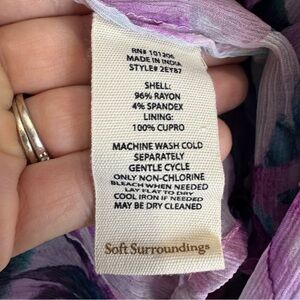 RN# 101206
MADE IN INDIA
STYLE# 2EY87
SHELL:
96% RAYON
4% SPANDEX
LINING:
100% CUPRO
MACHINE WASH COLD
SEPARATELY
GENTLE CYCLE
ONLY NON-CHLORINE
BLEACH WHEN NEEDED
LAY FLAT TO DRY
COOL IRON IF NEEDED
MAY BE DRY CLEANED
Soft Surroundings